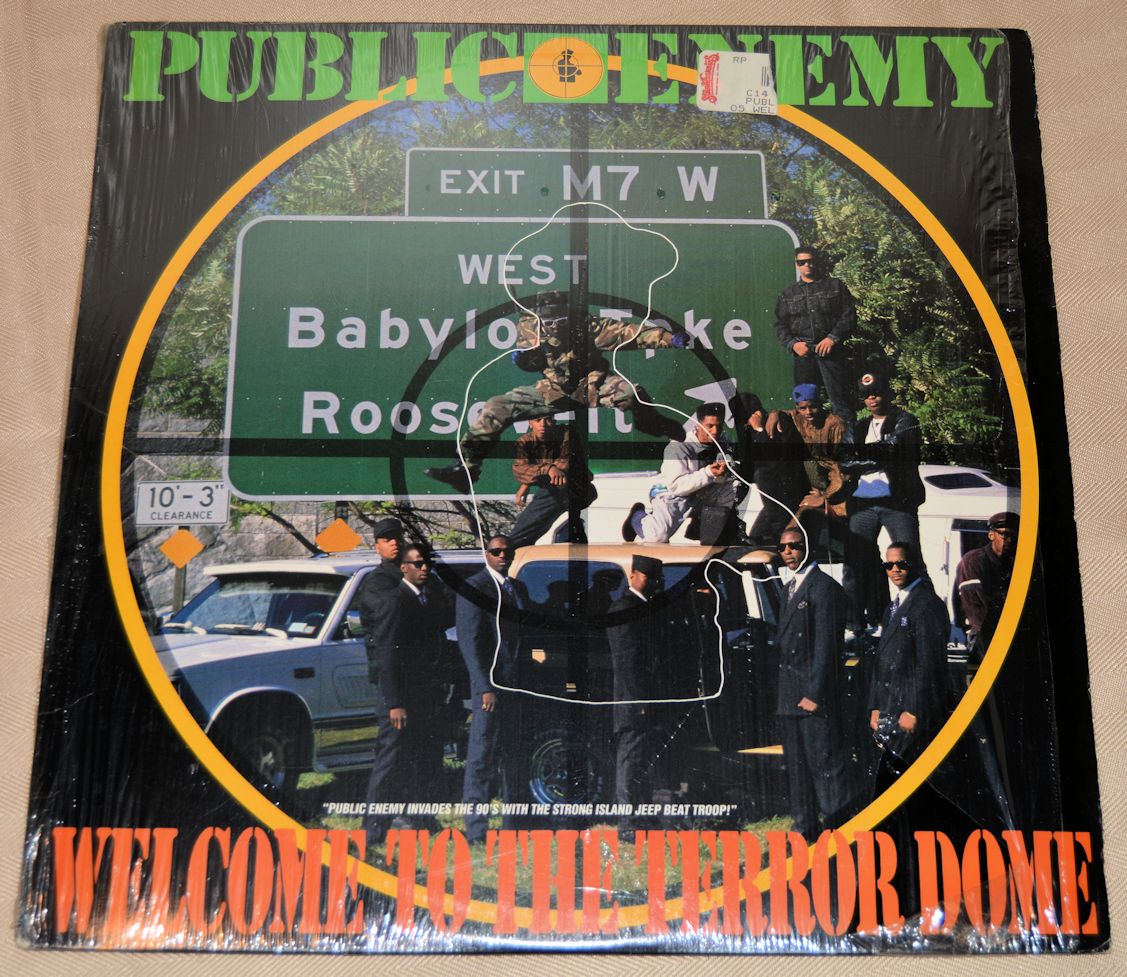 PUBLIC ENEMY
RP
C14
PUBL
05 WEL
EXIT M7 W
WEST
Babylon Tpke
Roosevelt
10'-3"
CLEARANCE
"PUBLIC ENEMY INVADES THE 90'S WITH THE STRONG ISLAND JEEP BEAT TROOP!"
WELCOME TO THE TERROR DOME